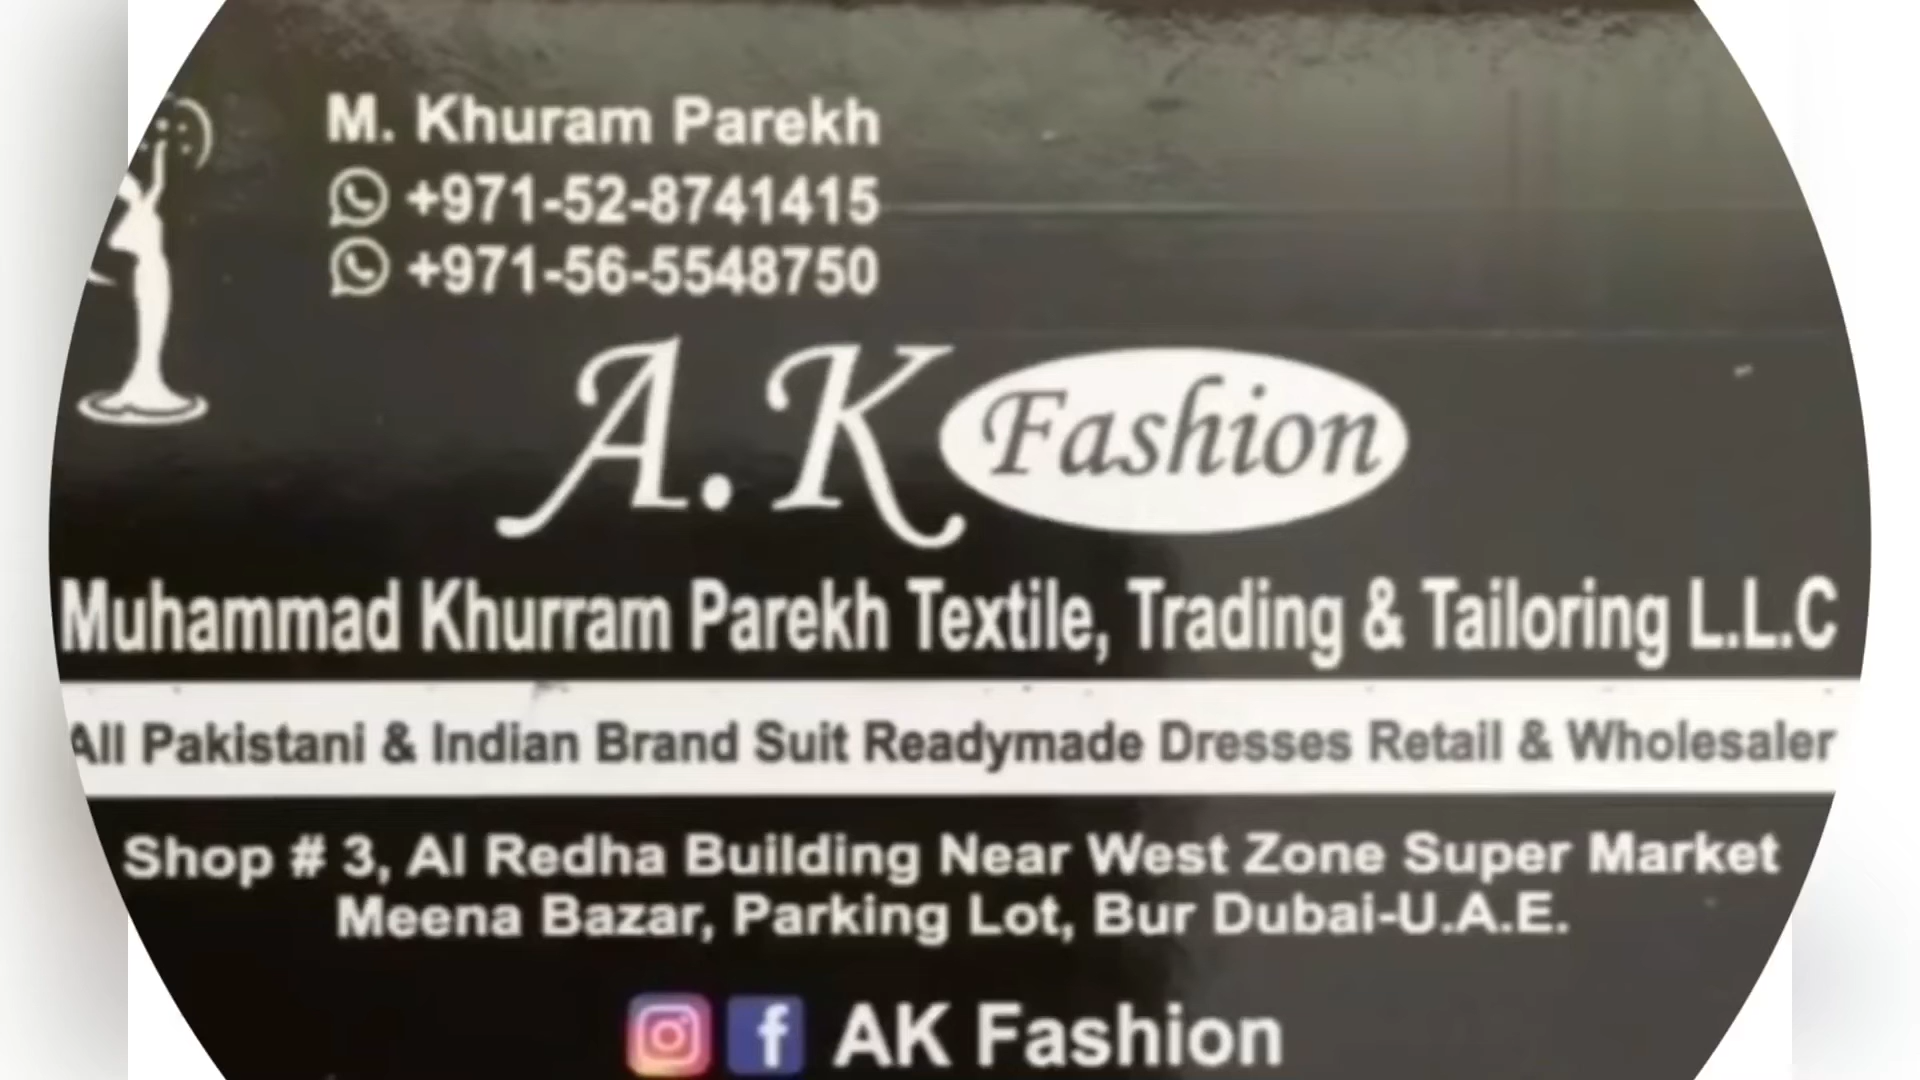 M. Khuram Parekh
+971-52-8741415
+971-56-5548750
A.K Fashion
Muhammad Khurram Parekh Textile, Trading & Tailoring L.L.C
All Pakistani & Indian Brand Suit Readymade Dresses Retail & Wholesaler
Shop # 3, Al Redha Building Near West Zone Super Market
Meena Bazar, Parking Lot, Bur Dubai-U.A.E.
AK Fashion